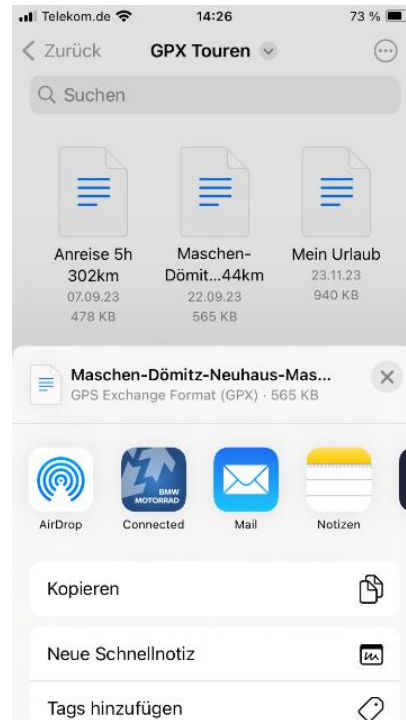 Telekom.de 14:26 73 %
Zurück GPX Touren
Suchen
Anreise 5h
302km
07.09.23
478 KB
Maschen-
Dömit...44km
22.09.23
565 KB
Mein Urlaub
23.11.23
940 KB
Maschen-Dömitz-Neuhaus-Mas...
GPS Exchange Format (GPX) · 565 KB
BMW
MOTORRAD
AirDrop Connected Mail Notizen
Kopieren
Neue Schnellnotiz
Tags hinzufügen